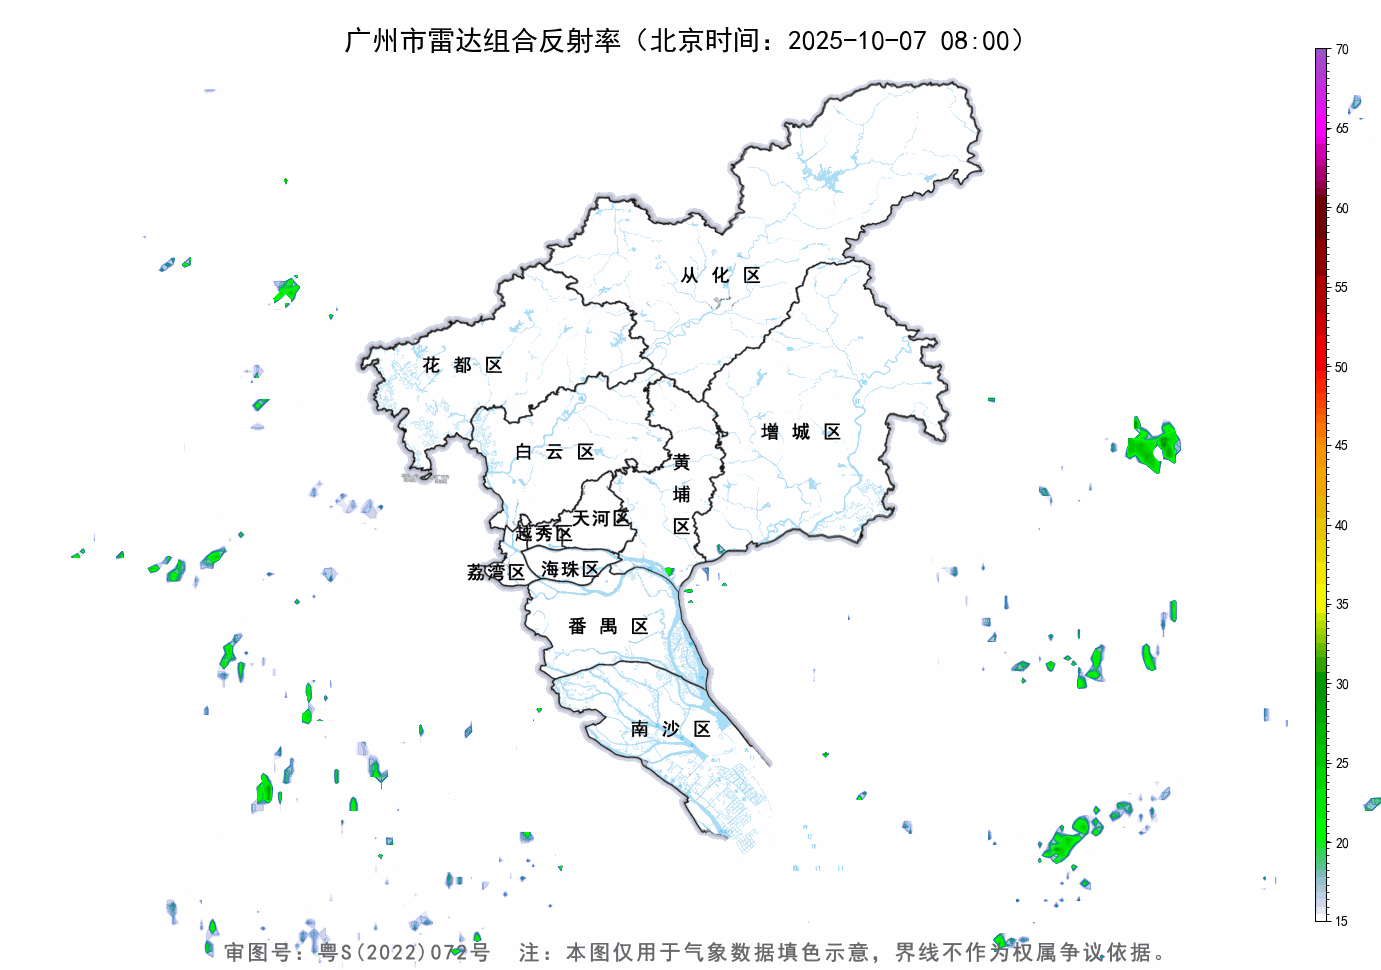 广州市雷达组合反射率（北京时间：2025-10-07 08:00）
70
65
60
55
50
45
40
35
30
25
20
15
从化区
花都区
增城区
白云区
黄埔区
天河区
越秀区
荔湾区
海珠区
番禺区
南沙区
审图号：粤S(2022)072号 注：本图仅用于气象数据填色示意，界线不作为权属争议依据。